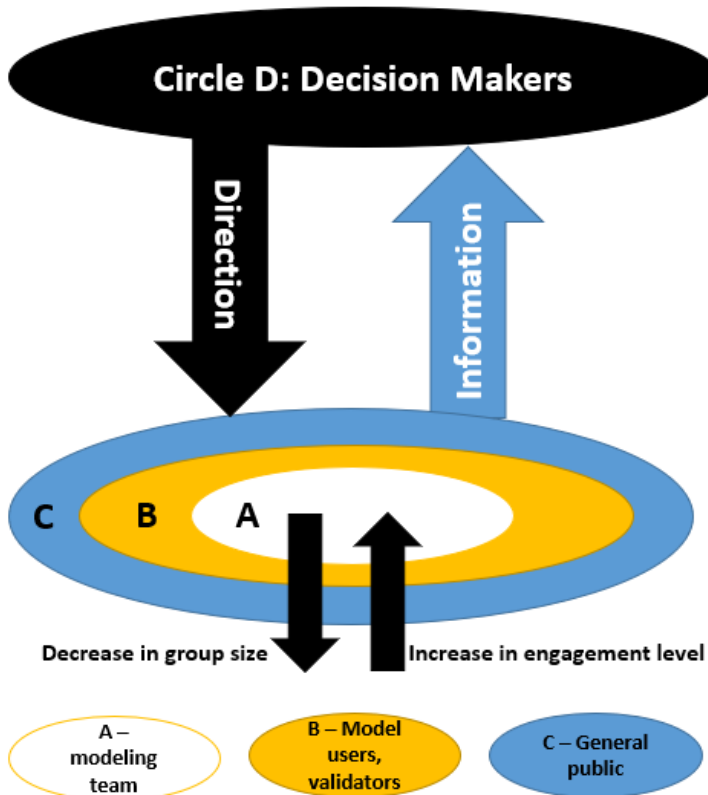 Circle D: Decision Makers
Direction
Information
C
B
A
Decrease in group size
Increase in engagement level
A –
modeling
team
B – Model
users,
validators
C – General
public